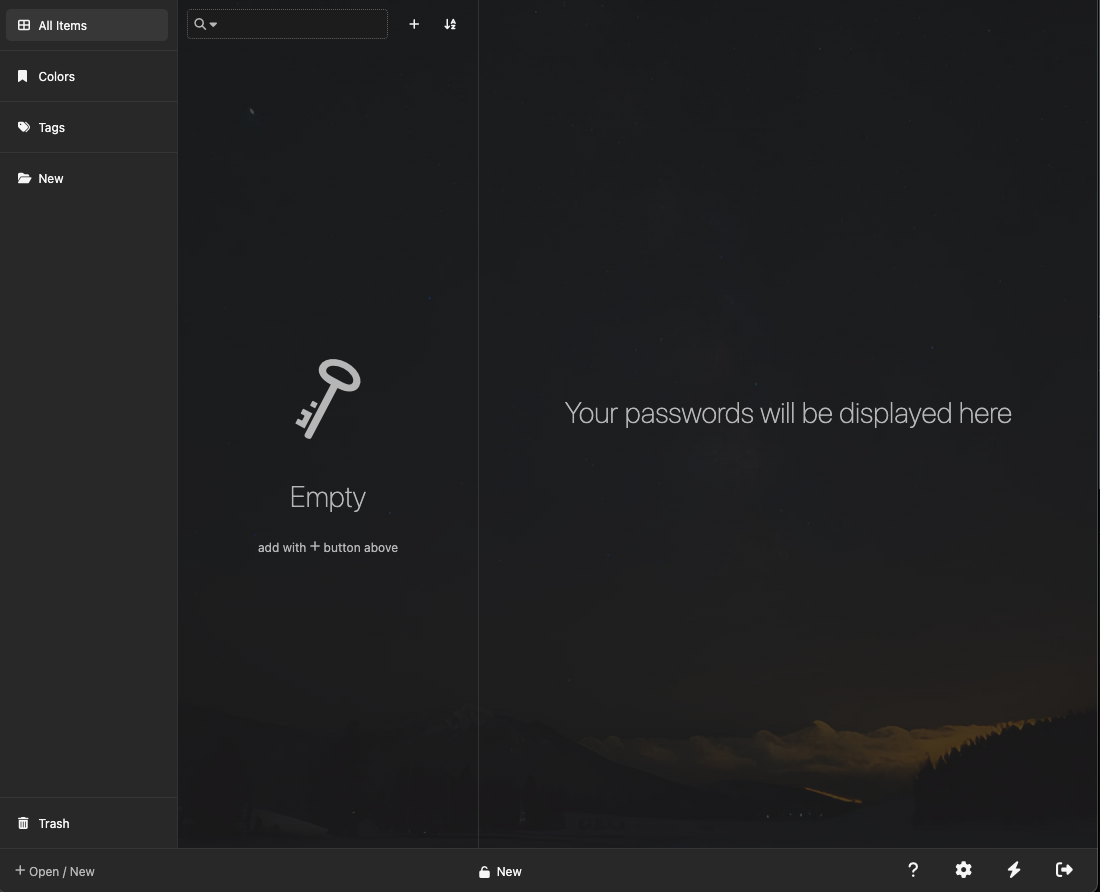 All Items
Colors
Tags
New
Empty
add with + button above
Your passwords will be displayed here
Trash
+ Open / New
New
?